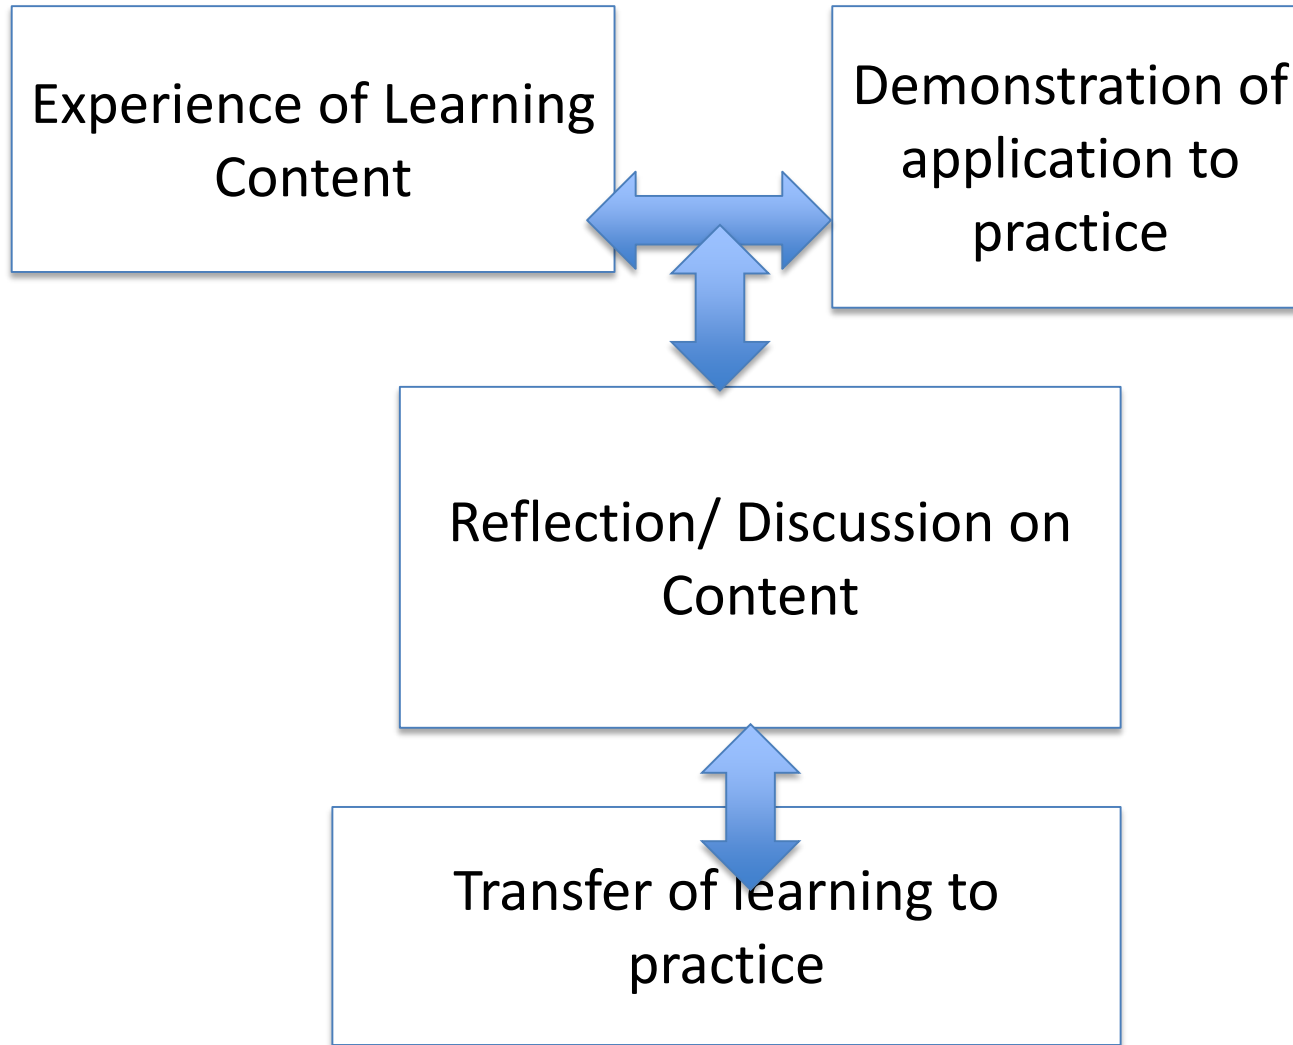 Experience of Learning
Content
Demonstration of
application to
practice
Reflection/ Discussion on
Content
Transfer of learning to
practice